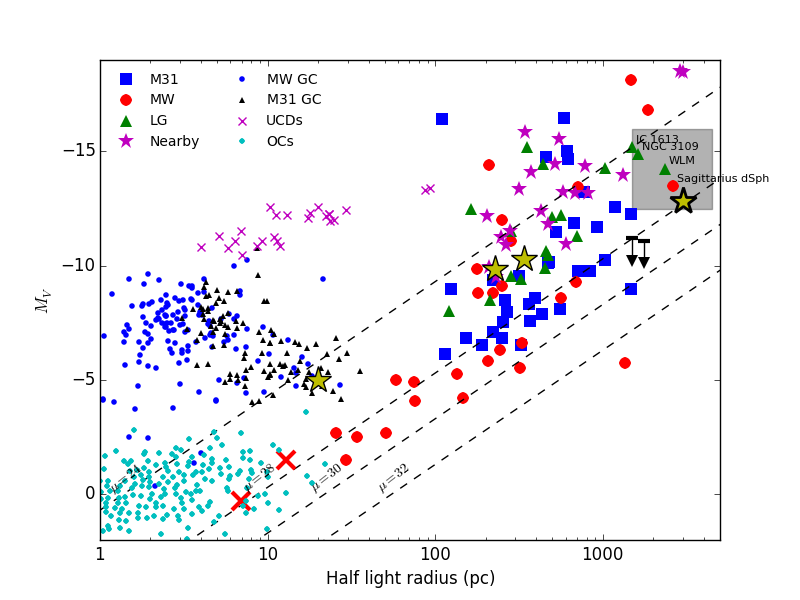 M31
MW
LG
Nearby
MW GC
M31 GC
UCDs
OCs
IC 1613
NGC 3109
WLM
Sagittarius dSph
−15
−10
−5
0
M_V
μ = 24
μ = 28
μ = 30
μ = 32
1
10
100
1000
Half light radius (pc)